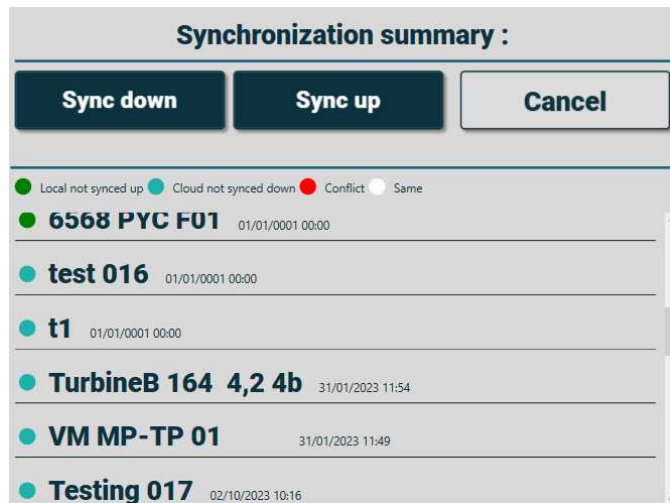 Synchronization summary :
Sync down Sync up Cancel
Local not synced up Cloud not synced down Conflict Same
6568 PYC F01 01/01/0001 00:00
test 016 01/01/0001 00:00
t1 01/01/0001 00:00
TurbineB 164 4,2 4b 31/01/2023 11:54
VM MP-TP 01 31/01/2023 11:49
Testing 017 02/10/2023 10:16